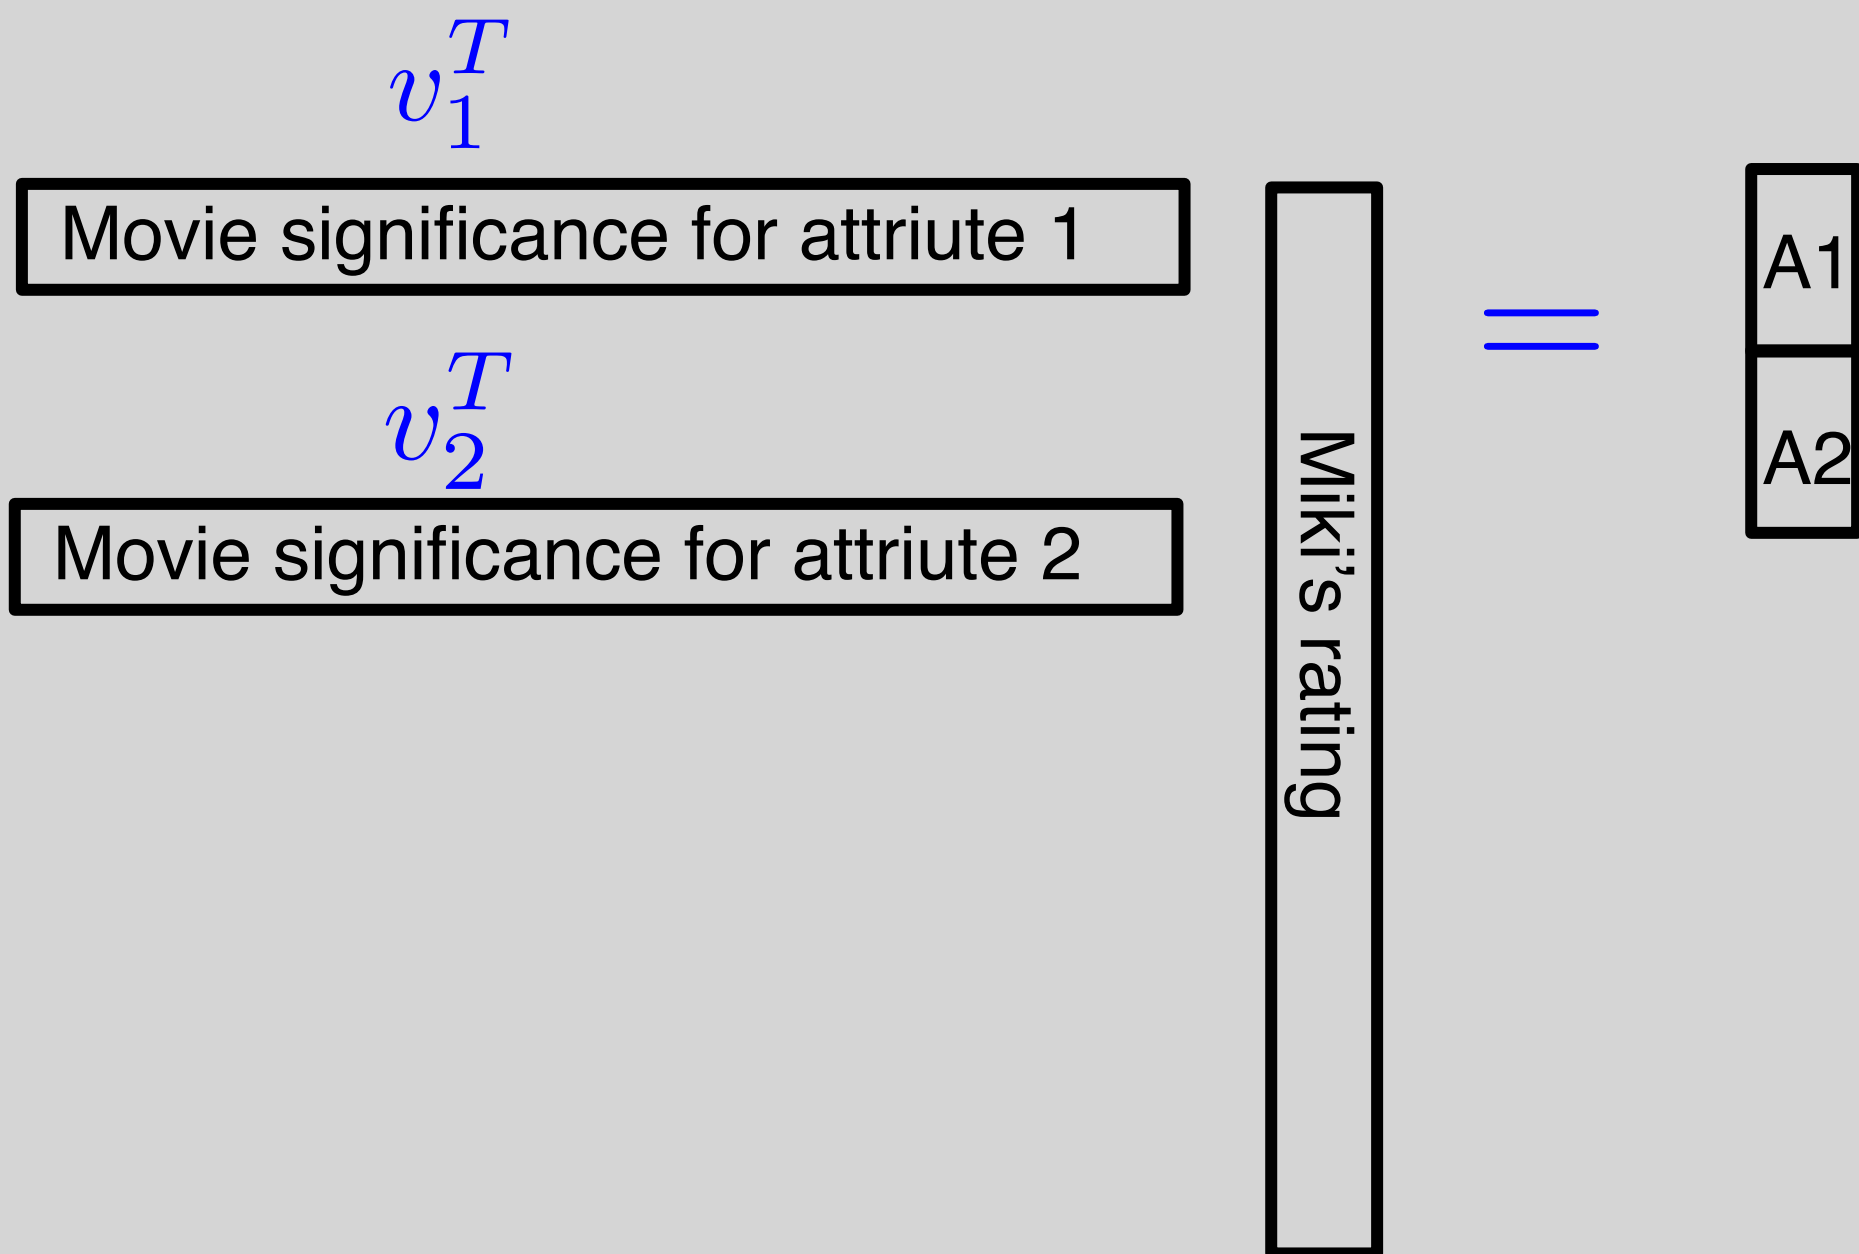 v_1^T
Movie significance for attriute 1
v_2^T
Movie significance for attriute 2
Miki's rating
=
A1
A2